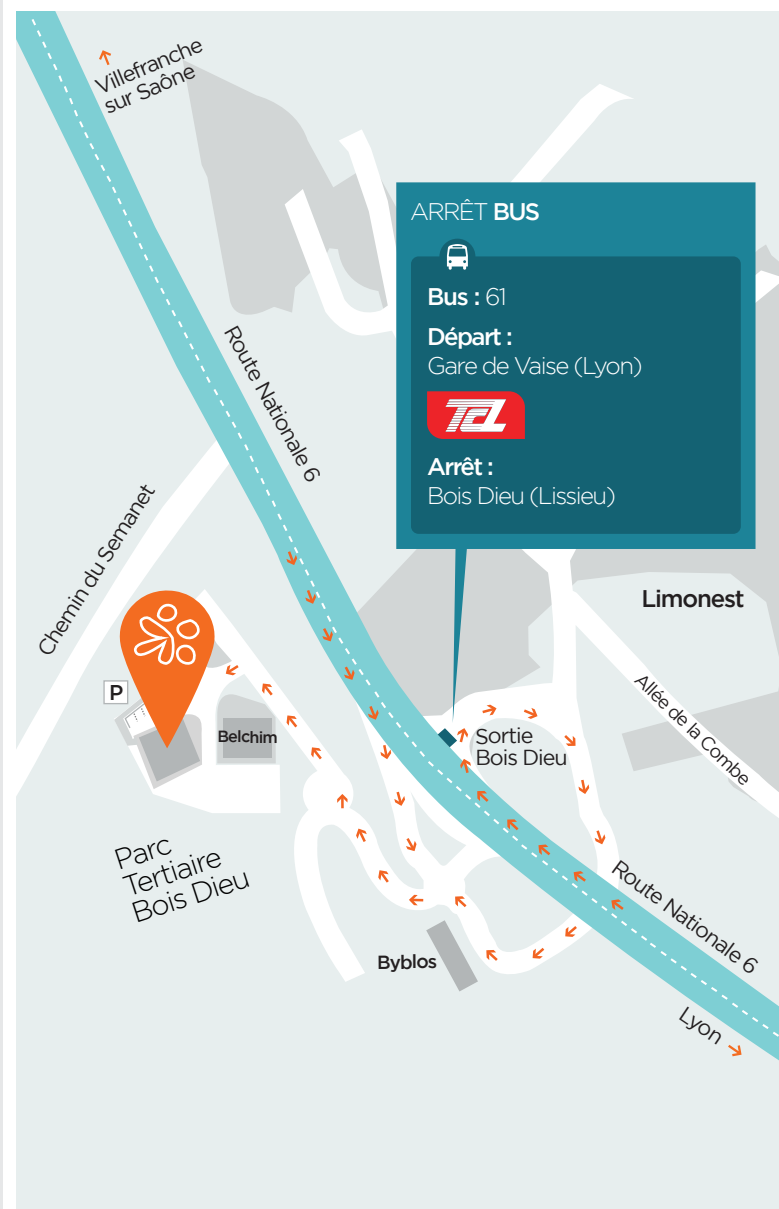 Villefranche
sur Saône
ARRÊT BUS
Bus : 61
Départ :
Gare de Vaise (Lyon)
TCL
Arrêt :
Bois Dieu (Lissieu)
Route Nationale 6
Chemin du Semanet
Limonest
Allée de la Combe
P
Belchim
Sortie
Bois Dieu
Parc
Tertiaire
Bois Dieu
Byblos
Route Nationale 6
Lyon